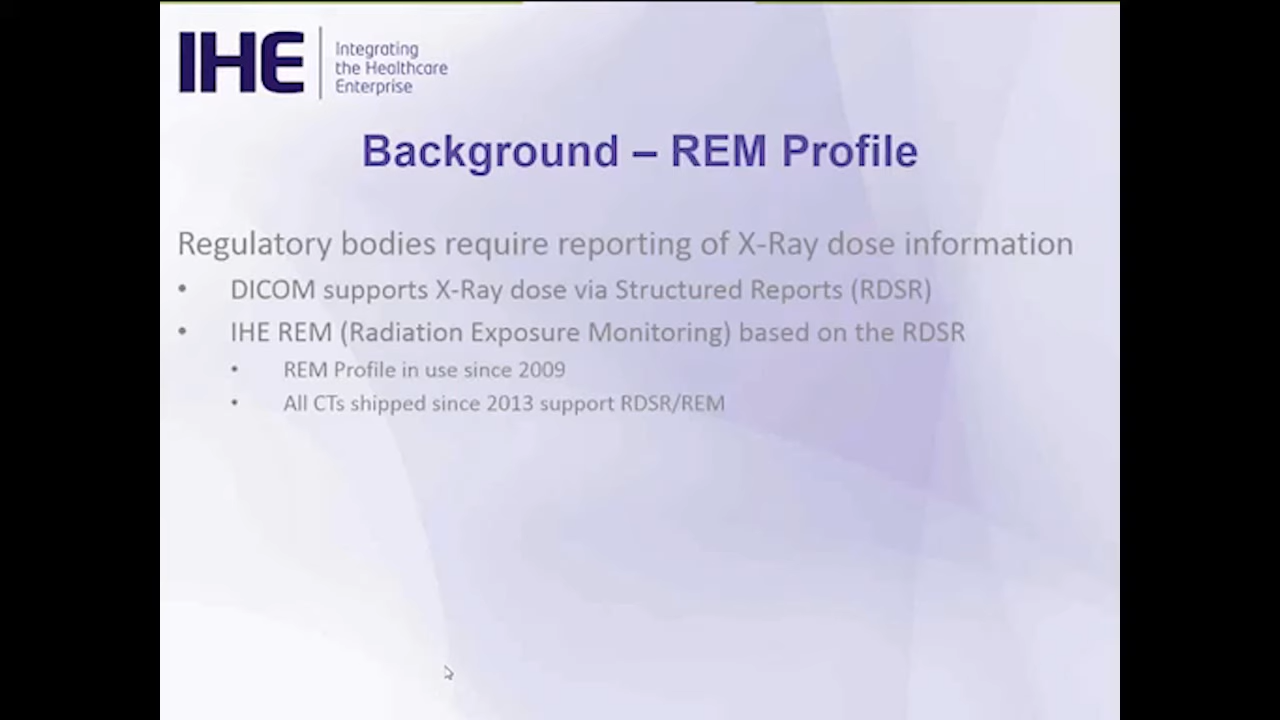 IHE
Integrating
the Healthcare
Enterprise
Background – REM Profile
Regulatory bodies require reporting of X-Ray dose information
• DICOM supports X-Ray dose via Structured Reports (RDSR)
• IHE REM (Radiation Exposure Monitoring) based on the RDSR
• REM Profile in use since 2009
• All CTs shipped since 2013 support RDSR/REM